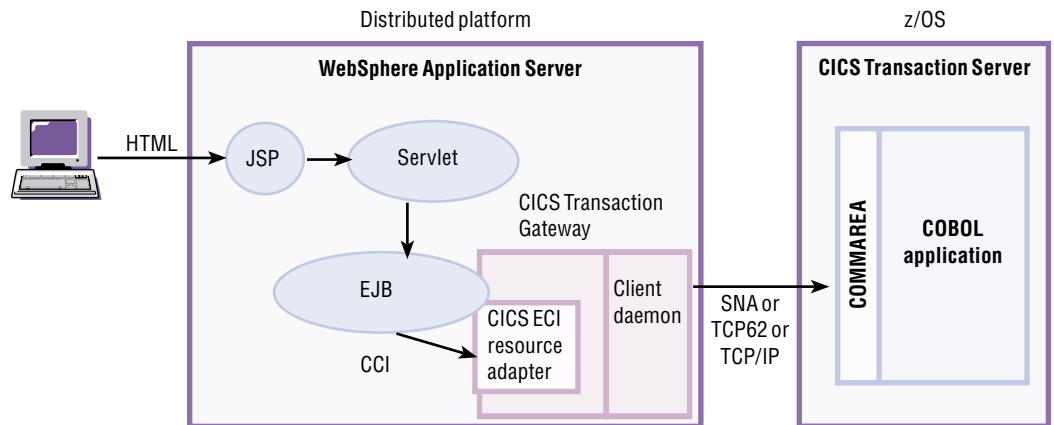 Distributed platform
z/OS
WebSphere Application Server
CICS Transaction Server
HTML
JSP
Servlet
CICS Transaction
Gateway
EJB
Client
daemon
CICS ECI
resource
adapter
CCI
SNA or
TCP62 or
TCP/IP
COMMAREA
COBOL
application